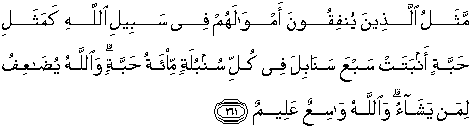 مَّثَلُ ٱلَّذِينَ يُنفِقُونَ أَمْوَٰلَهُمْ فِى سَبِيلِ ٱللَّهِ كَمَثَلِ
حَبَّةٍ أَنۢبَتَتْ سَبْعَ سَنَابِلَ فِى كُلِّ سُنۢبُلَةٍ مِّا۟ئَةُ حَبَّةٍ ۗ وَٱللَّهُ يُضَـٰعِفُ
لِمَن يَشَآءُ ۗ وَٱللَّهُ وَٰسِعٌ عَلِيمٌ ﴿٢٦١﴾